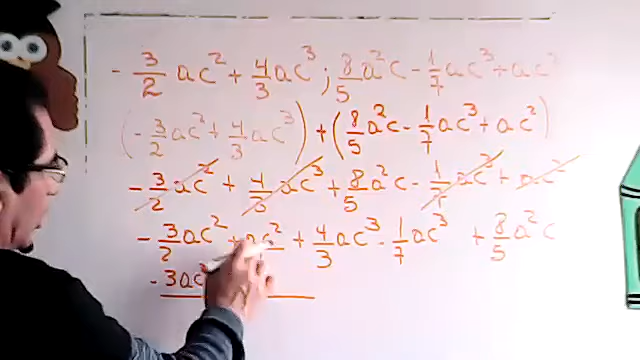 - 3/2 ac² + 4/3 ac³ ; 8/5 a²c - 1/7 ac³ + ac²
(- 3/2 ac² + 4/3 ac³) + (8/5 a²c - 1/7 ac³ + ac²)
- 3/2 ac² + 4/3 ac³ + 8/5 a²c - 1/7 ac³ + ac²
- 3/2 ac² + ac² + 4/3 ac³ - 1/7 ac³ + 8/5 a²c
- 3ac²